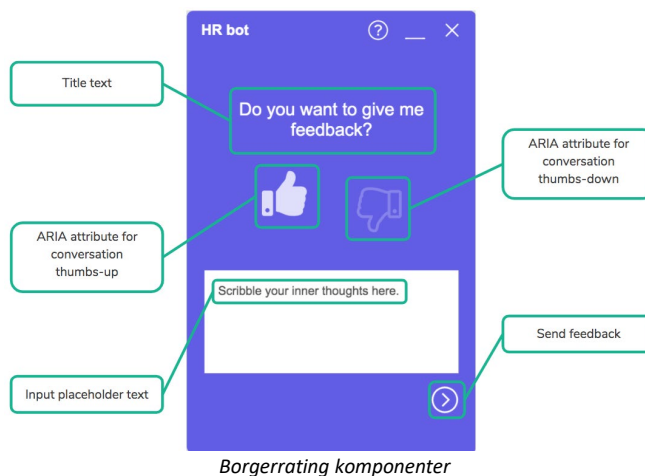 HR bot
?
Title text
Do you want to give me
feedback?
ARIA attribute for
conversation
thumbs-down
ARIA attribute for
conversation
thumbs-up
Scribble your inner thoughts here.
Send feedback
Input placeholder text
Borgerrating komponenter